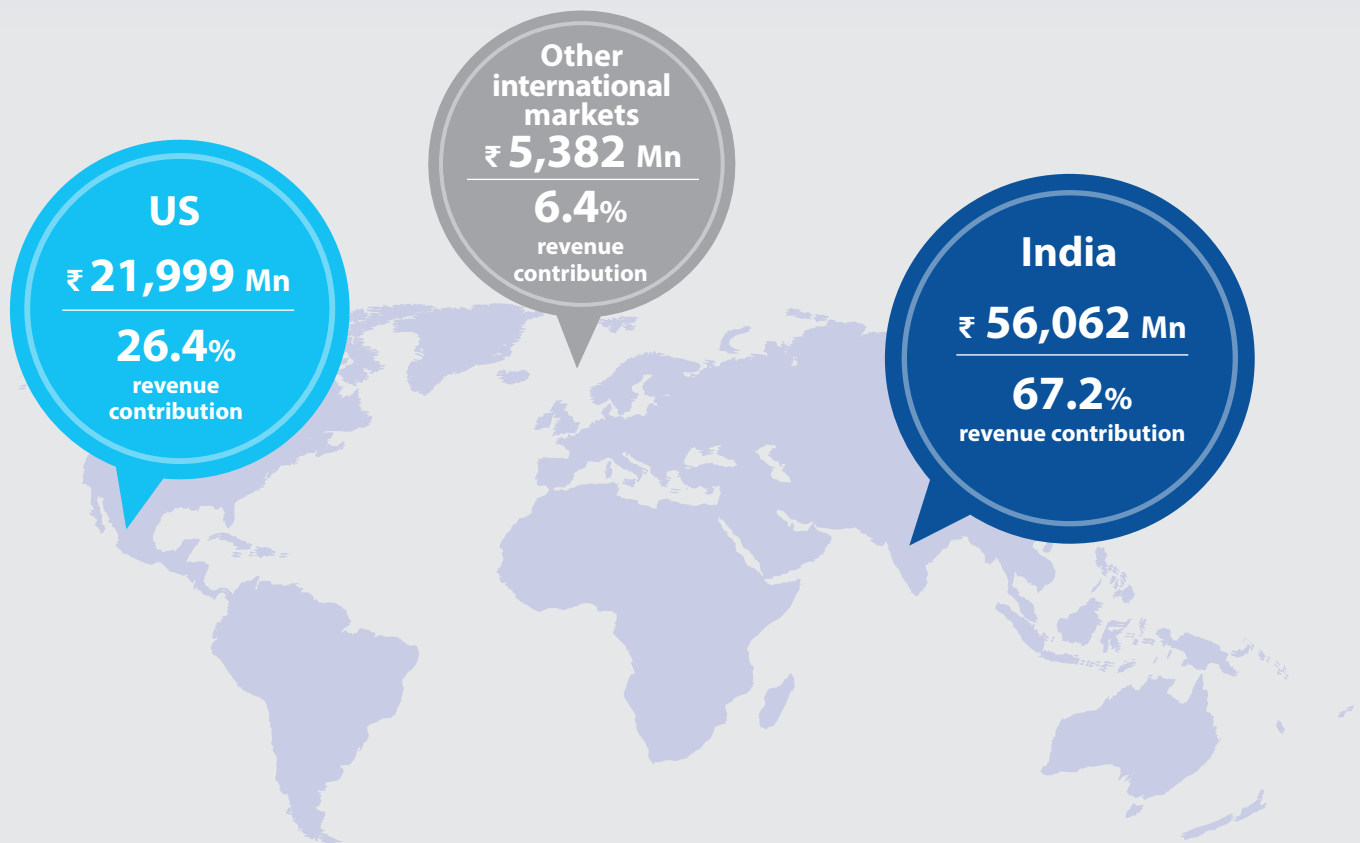 Other
international
markets
₹ 5,382 Mn
6.4%
revenue
contribution
US
₹ 21,999 Mn
26.4%
revenue
contribution
India
₹ 56,062 Mn
67.2%
revenue contribution